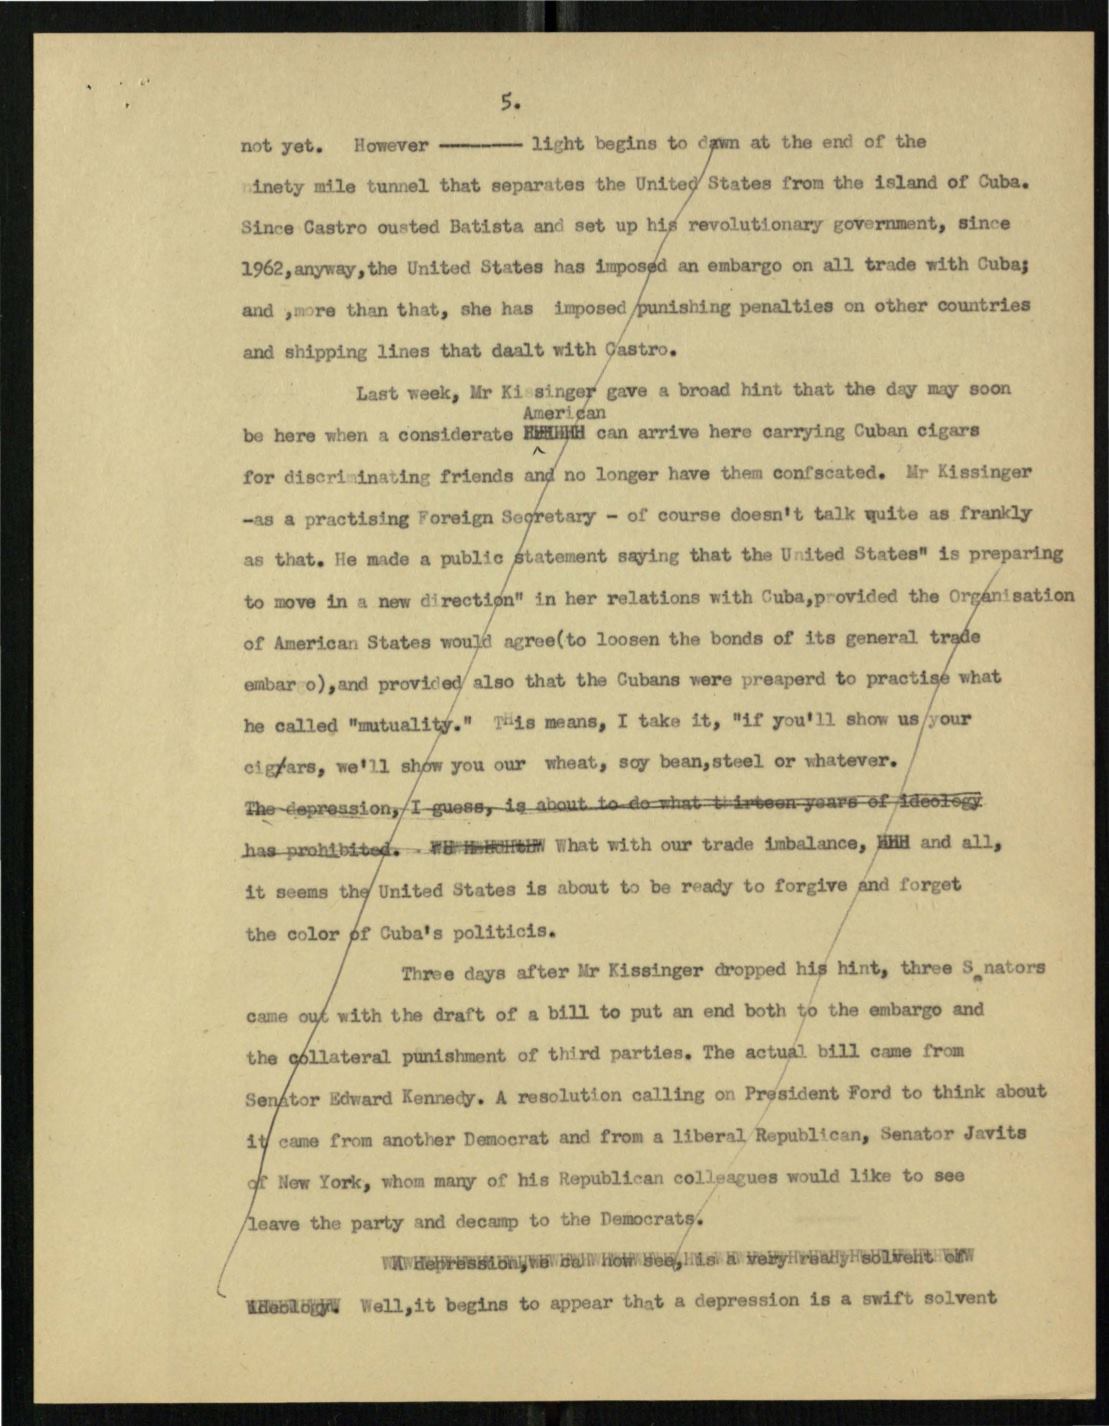 5.
not yet. However ——— light begins to dawn at the end of the
ninety mile tunnel that separates the United States from the island of Cuba.
Since Castro ousted Batista and set up his revolutionary government, since
1962,anyway,the United States has imposed an embargo on all trade with Cuba;
and ,more than that, she has imposed punishing penalties on other countries
and shipping lines that daalt with Castro.
Last week, Mr Kissinger gave a broad hint that the day may soon
American
be here when a considerate can arrive here carrying Cuban cigars
for discriminating friends and no longer have them confscated. Mr Kissinger
-as a practising Foreign Secretary - of course doesn't talk quite as frankly
as that. He made a public statement saying that the United States" is preparing
to move in a new direction" in her relations with Cuba,provided the Organisation
of American States would agree(to loosen the bonds of its general trade
embargo),and provided also that the Cubans were preaperd to practise what
he called "mutuality." THis means, I take it, "if you'll show us your
cigars, we'll show you our wheat, soy bean,steel or whatever.
The depression, I guess, is about to do what thirteen years of ideology
has prohibited. What with our trade imbalance, and all,
it seems the United States is about to be ready to forgive and forget
the color of Cuba's politicis.
Three days after Mr Kissinger dropped his hint, three Senators
came out with the draft of a bill to put an end both to the embargo and
the collateral punishment of third parties. The actual bill came from
Senator Edward Kennedy. A resolution calling on President Ford to think about
it came from another Democrat and from a liberal Republican, Senator Javits
of New York, whom many of his Republican colleagues would like to see
leave the party and decamp to the Democrats.
A depression,we can now see, is a very ready solvent of
ideology. Well,it begins to appear that a depression is a swift solvent